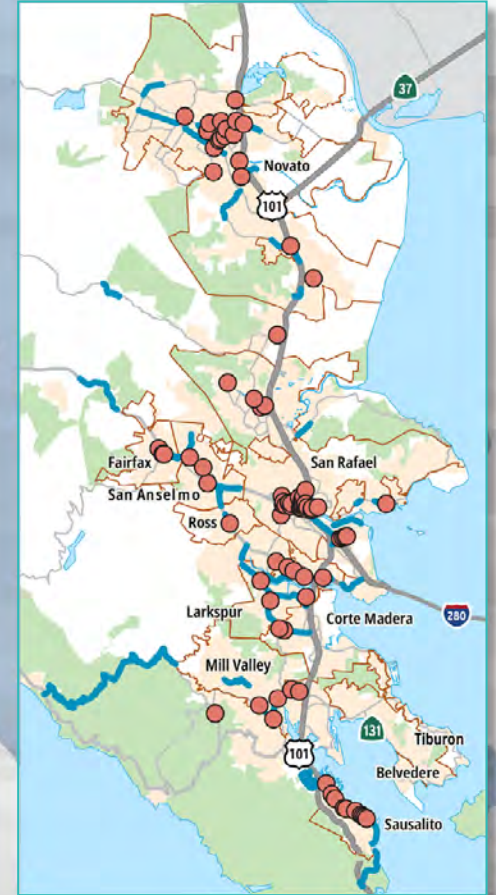 37
Novato
101
San Rafael
Fairfax
San Anselmo
Ross
280
Larkspur
Corte Madera
Mill Valley
131
Tiburon
101
Belvedere
Sausalito